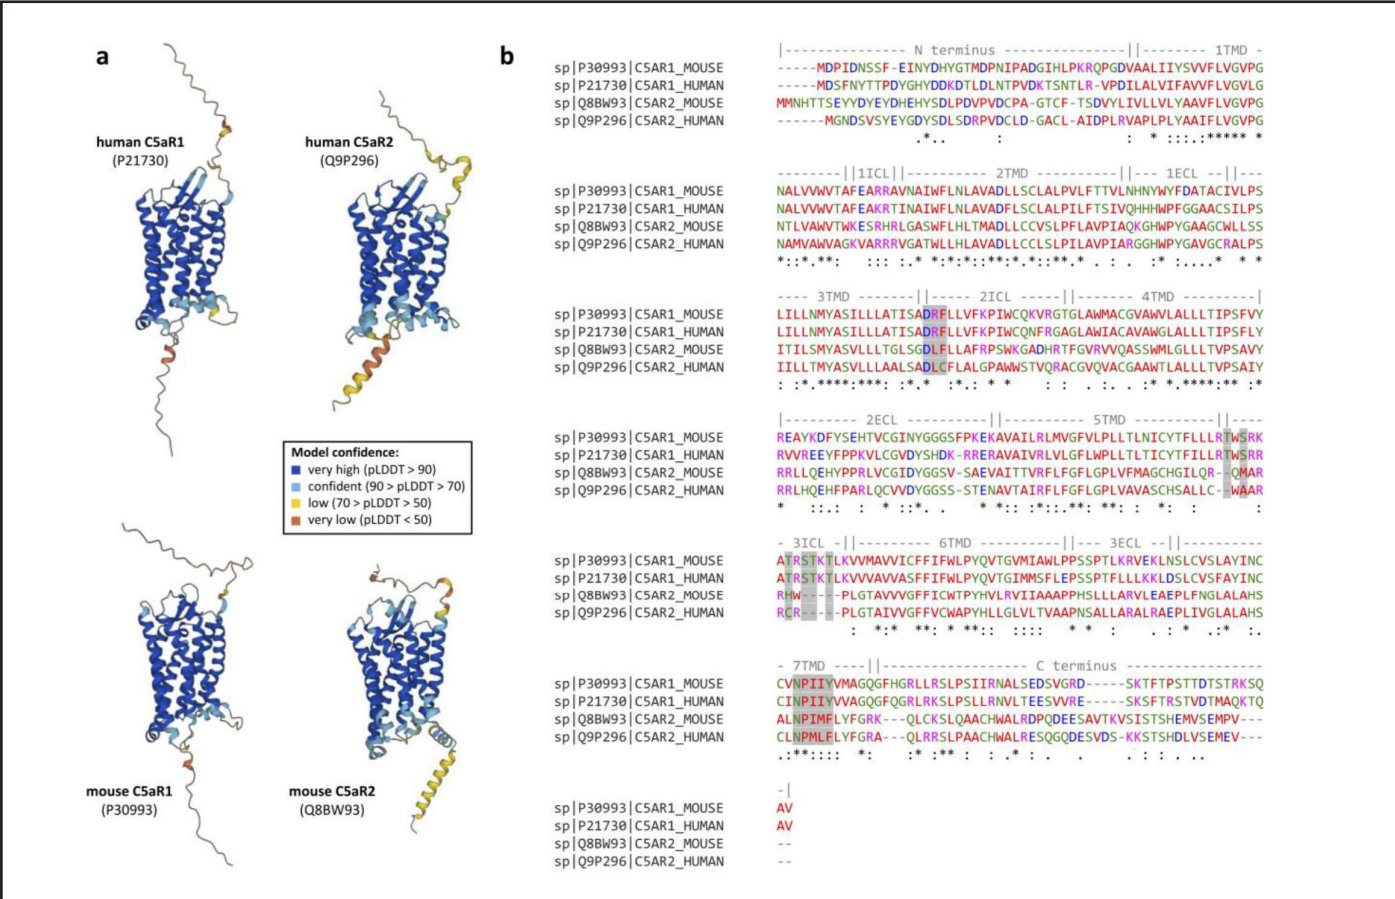 a
human C5aR1
(P21730)
human C5aR2
(Q9P296)
Model confidence:
very high (pLDDT > 90)
confident (90 > pLDDT > 70)
low (70 > pLDDT > 50)
very low (pLDDT < 50)
mouse C5aR1
(P30993)
mouse C5aR2
(Q8BW93)
b
|--------------- N terminus ---------------||-------- 1TMD -
sp|P30993|C5AR1_MOUSE -----MDPIDNSSF-EINYDHYGTMDPNIPADGIHLPKRQPGDVAALIIYSVVFLVGVPG
sp|P21730|C5AR1_HUMAN -----MDSFNYTTPDYGHYDDKDTLDLNTPVDKTSNTLR-VPDILALVIFAVVFLVGVLG
sp|Q8BW93|C5AR2_MOUSE MMNHTTSEYYDYEYDHEHYSDLPDVPVDCPA-GTCF-TSDVYLIVLLVLYAAVFLVGVPG
sp|Q9P296|C5AR2_HUMAN ------MGNDSVSYEYGDYSDLSDRPVDCLD-GACL-AIDPLRVAPLPLYAAIFLVGVPG
.*.. : : * :::.:***** *
--------||1ICL||----------- 2TMD -----------||-- 1ECL --||---
sp|P30993|C5AR1_MOUSE NALVVWVTAFEARRAVNAIWFLNLAVADLLSCLALPVLFTTVLNHNYWYFDATACIVLPS
sp|P21730|C5AR1_HUMAN NALVVWVTAFEAKRTINAIWFLNLAVADFLSCLALPILFTSIVQHHHWPFGGAACSILPS
sp|Q8BW93|C5AR2_MOUSE NTLVAWVTWKESRHRLGASWFLHLTMADLLCCVSLPFLAVPIAQKGHWPYGAAGCWLLSS
sp|Q9P296|C5AR2_HUMAN NAMVAWVAGKVARRRVGATWLLHLAVADLLCCLSLPILAVPIARGGHWPYGAVGCRALPS
*::*.**: ::: :.* *:*:*::**:*.*::**.*. . : . :* :....* * *
---- 3TMD -------||------ 2ICL ------||-------- 4TMD --------|
sp|P30993|C5AR1_MOUSE LILLNMYASILLLATISADRFLLVFKPIWCQKVRGTGLAWMACGVAWVLALLLTIPSFVY
sp|P21730|C5AR1_HUMAN LILLNMYASILLLATISADRFLLVFKPIWCQNFRGAGLAWIACAVAWGLALLLTIPSFLY
sp|Q8BW93|C5AR2_MOUSE ITILSMYASVLLLTGLSGDLFLLAFRPSWKGADHRTFGVRVVQASSWMLGLLLTVPSAVY
sp|Q9P296|C5AR2_HUMAN IILLTMYASVLLLAALSADLCFLALGPAWWSTVQRACGVQVACGAAWTLALLLTVPSAIY
: :*.****:***: :*.* :*.: * * : : . :.. :* *.****:** :*
|---------- 2ECL -----------||----------- 5TMD ----------||----
sp|P30993|C5AR1_MOUSE REAYKDFYSEHTVCGINYGGGSFPKEKAVAILRLMVGFVLPLLTLNICYTFLLLRTWSRK
sp|P21730|C5AR1_HUMAN RVVREEYFPPKVLCGVDYSHDK-RRERAVAIVRLVLGFLWPLLTLTICYTFILLRTWSRR
sp|Q8BW93|C5AR2_MOUSE RRLLQEHYPPRLVCGIDYGGSV-SAEVAITTVRFLFGFLGPLVFMAGCHGILQR--QMAR
sp|Q9P296|C5AR2_HUMAN RRLHQEHFPARLQCVVDYGGSS-STENAVTAIRFLFGFLGPLVAVASCHSALLC--WAAR
* ::.: * ::*. . * *:: :*::.**: **: : *: : :
- 3ICL -||---------- 6TMD ----------||--- 3ECL --||----------
sp|P30993|C5AR1_MOUSE ATRSTKTLKVVMAVVICFFIFWLPYQVTGVMIAWLPPSSPTLKRVEKLNSLCVSLAYINC
sp|P21730|C5AR1_HUMAN ATRSTKTLKVVVAVVASFFIFWLPYQVTGIMMSFLEPSSPTFLLLKKLDSLCVSFAYINC
sp|Q8BW93|C5AR2_MOUSE RHW-----PLGTAVVVGFFICWTPYHVLRVIIAAAPPHSLLLARVLEAEPLFNGLALAHS
sp|Q9P296|C5AR2_HUMAN RCR-----PLGTAIVVGFFVCWAPYHLLGLVLTVAAPNSALLARALRAEPLIVGLALAHS
: *:* **: * **:: :::: * * : . : * .:* :.
- 7TMD ----||------------------- C terminus -----------------
sp|P30993|C5AR1_MOUSE CVNPIIYVMAGQGFHGRLLRSLPSIIRNALSEDSVGRD-----SKTFTPSTTDTSTRKSQ
sp|P21730|C5AR1_HUMAN CINPIIYVVAGQGFQGRLRKSLPSLLRNVLTEESVVRE-----SKSFTRSTVDTMAQKTQ
sp|Q8BW93|C5AR2_MOUSE ALNPIMFLYFGRK---QLCKSLQAACHWALRDPQDEESAVTKVSISTSHEMVSEMPV---
sp|Q9P296|C5AR2_HUMAN CLNPMLFLYFGRA---QLRRSLPAACHWALRESQGQDESVDS-KKSTSHDLVSEMEV---
.:**:::: *: :* :** : .* : . : : . ..
-|
sp|P30993|C5AR1_MOUSE AV
sp|P21730|C5AR1_HUMAN AV
sp|Q8BW93|C5AR2_MOUSE --
sp|Q9P296|C5AR2_HUMAN --